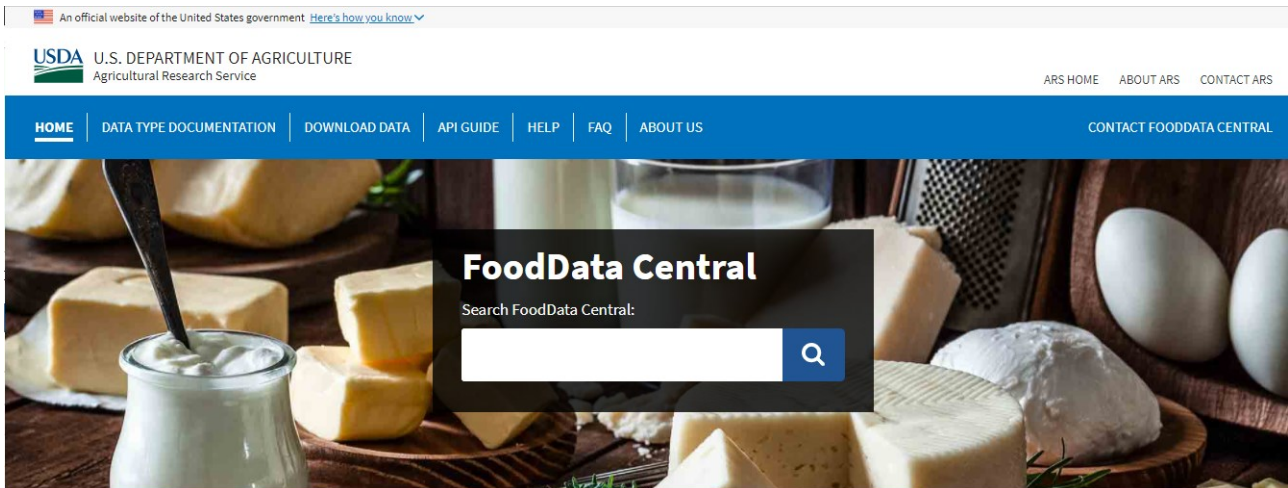 An official website of the United States government Here's how you know
USDA
U.S. DEPARTMENT OF AGRICULTURE
Agricultural Research Service
ARS HOME ABOUT ARS CONTACT ARS
HOME DATA TYPE DOCUMENTATION DOWNLOAD DATA API GUIDE HELP FAQ ABOUT US CONTACT FOODDATA CENTRAL
FoodData Central
Search FoodData Central: